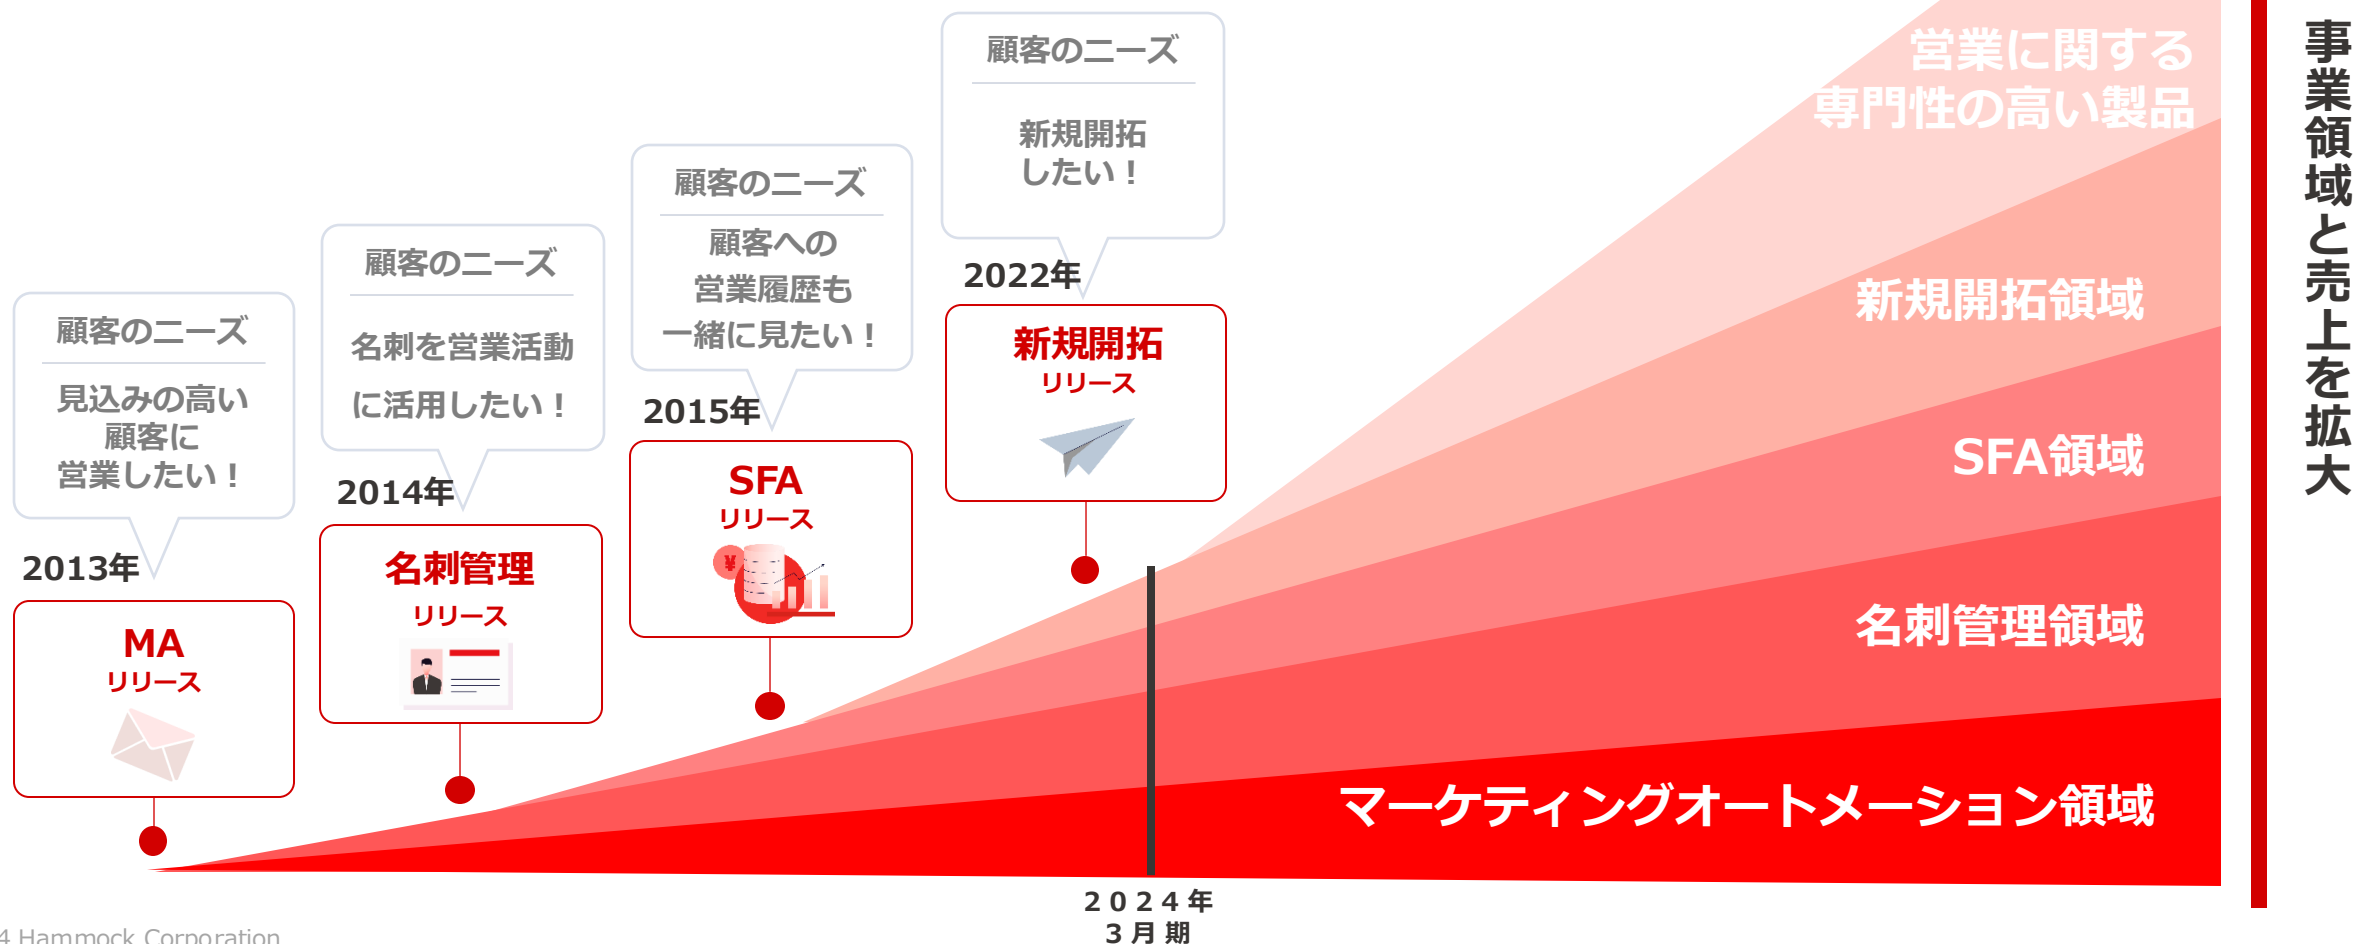 顧客のニーズ
見込みの高い
顧客に
営業したい！
2013年
MA
リリース
顧客のニーズ
名刺を営業活動
に活用したい！
2014年
名刺管理
リリース
顧客のニーズ
顧客への
営業履歴も
一緒に見たい！
2015年
SFA
リリース
¥
顧客のニーズ
新規開拓
したい！
2022年
新規開拓
リリース
営業に関する
専門性の高い製品
新規開拓領域
SFA領域
名刺管理領域
マーケティングオートメーション領域
2024年
3月期
事業領域と売上を拡大
4 Hammock Corporation